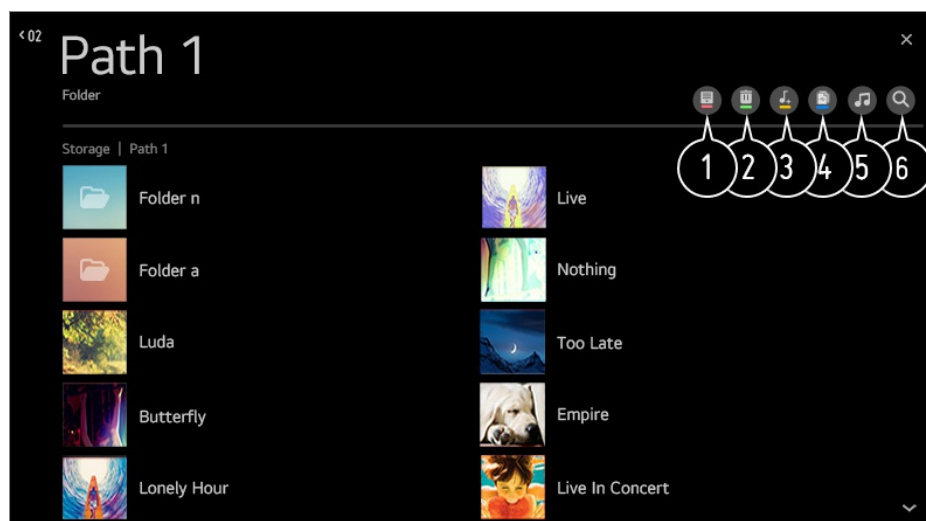 < 02
Path 1
Folder
Storage | Path 1
1 2 3 4 5 6
Folder n
Live
Folder a
Nothing
Luda
Too Late
Butterfly
Empire
Lonely Hour
Live In Concert